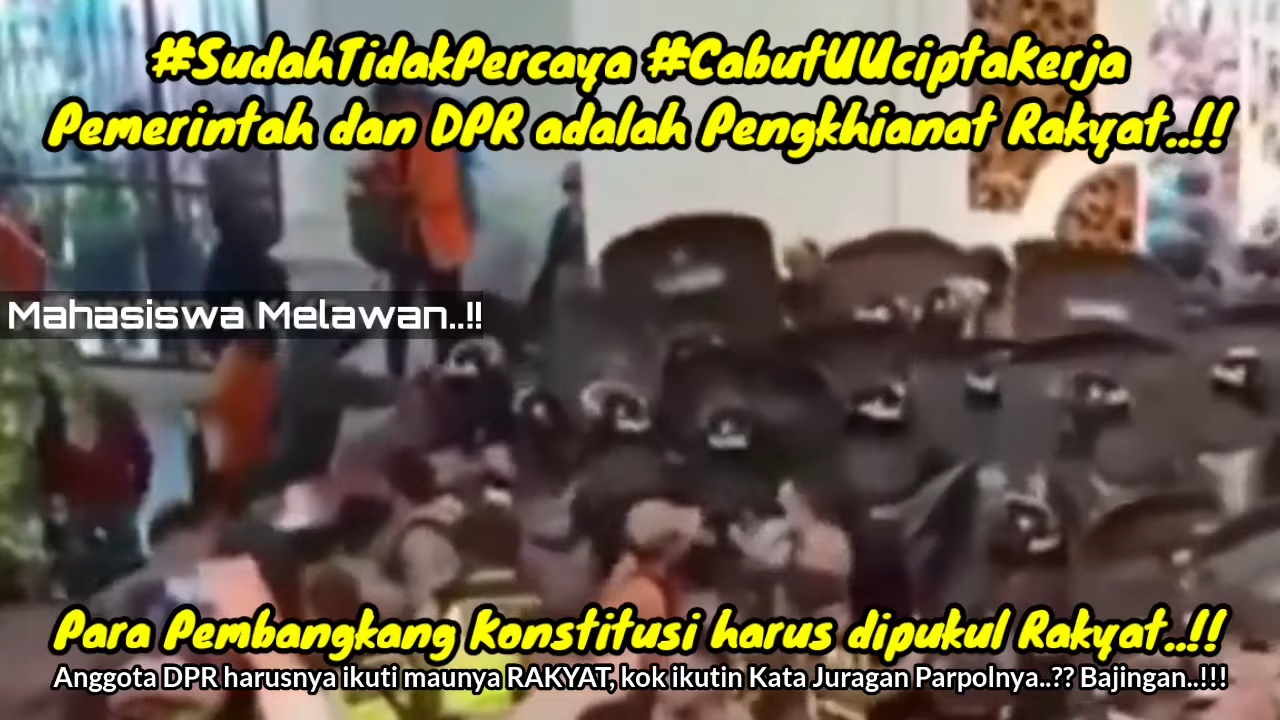 #SudahTidakPercaya #CabutUUciptaKerja
Pemerintah dan DPR adalah Pengkhianat Rakyat..!!
Mahasiswa Melawan..!!
Para Pembangkang Konstitusi harus dipukul Rakyat..!!
Anggota DPR harusnya ikuti maunya RAKYAT, kok ikutin Kata Juragan Parpolnya..?? Bajingan..!!!